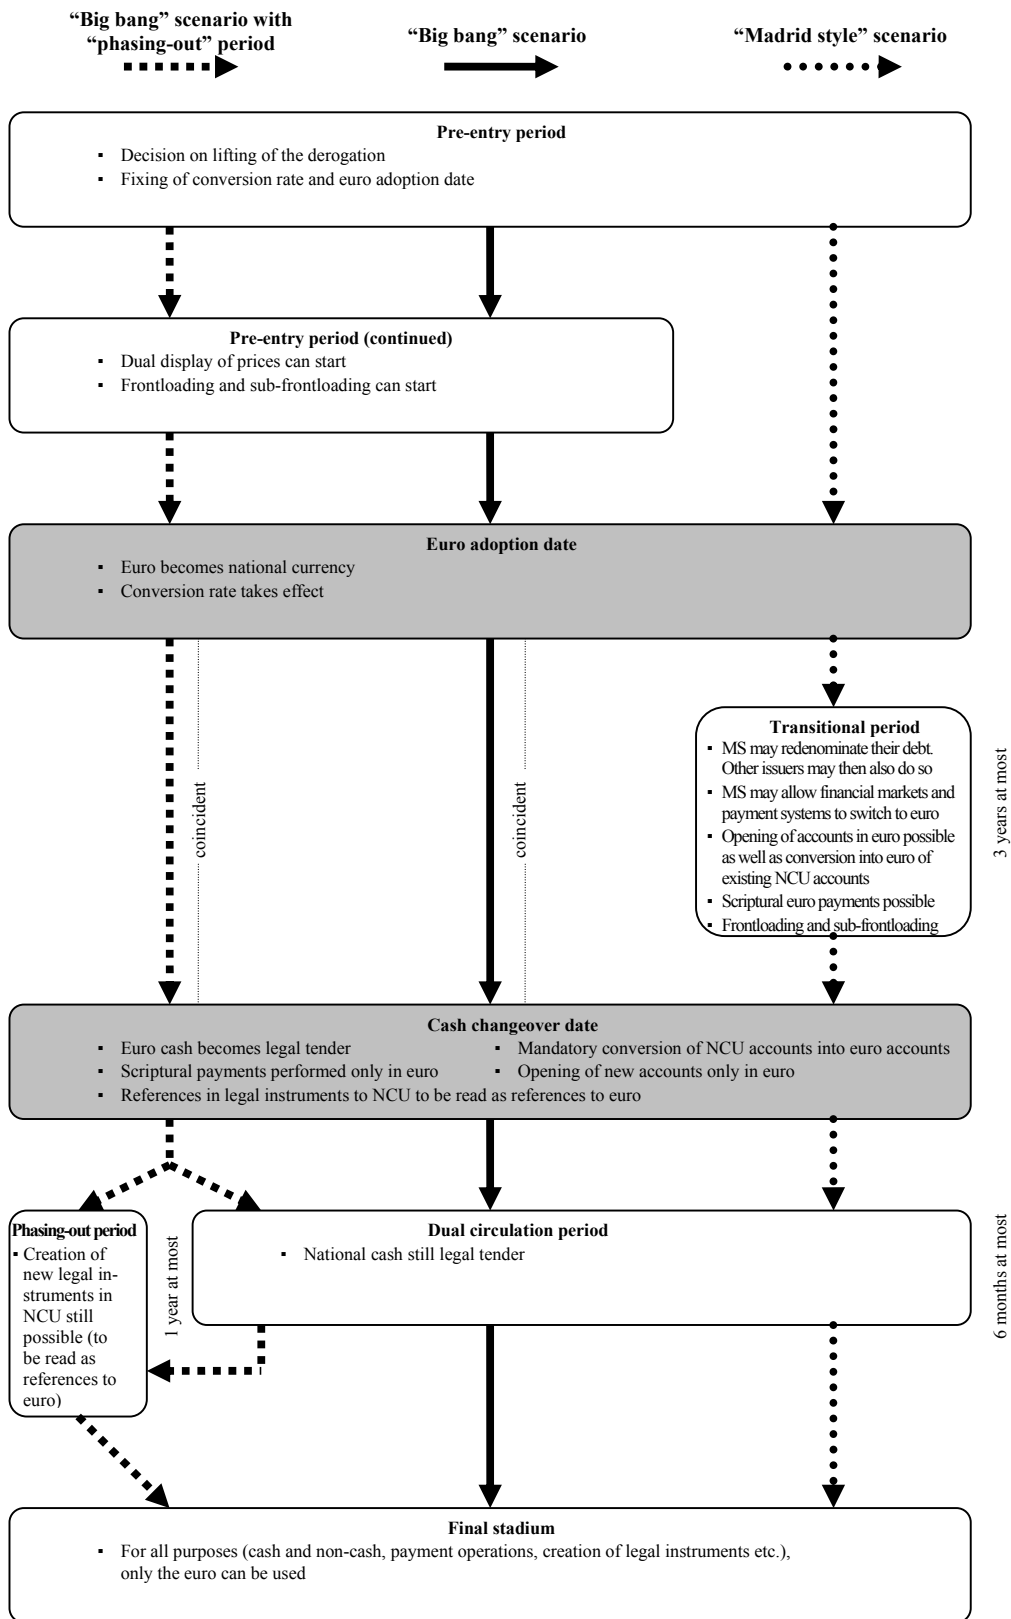 “Big bang” scenario with
“phasing-out” period
“Big bang” scenario
“Madrid style” scenario
Pre-entry period
▪ Decision on lifting of the derogation
▪ Fixing of conversion rate and euro adoption date
Pre-entry period (continued)
▪ Dual display of prices can start
▪ Frontloading and sub-frontloading can start
Euro adoption date
▪ Euro becomes national currency
▪ Conversion rate takes effect
coincident
coincident
Transitional period
▪ MS may redenominate their debt.
Other issuers may then also do so
▪ MS may allow financial markets and
payment systems to switch to euro
▪ Opening of accounts in euro possible
as well as conversion into euro of
existing NCU accounts
▪ Scriptural euro payments possible
▪ Frontloading and sub-frontloading
3 years at most
Cash changeover date
▪ Euro cash becomes legal tender
▪ Scriptural payments performed only in euro
▪ Mandatory conversion of NCU accounts into euro accounts
▪ Opening of new accounts only in euro
▪ References in legal instruments to NCU to be read as references to euro
Phasing-out period
▪ Creation of
new legal in-
struments in
NCU still
possible (to
be read as
references to
euro)
1 year at most
Dual circulation period
▪ National cash still legal tender
6 months at most
Final stadium
▪ For all purposes (cash and non-cash, payment operations, creation of legal instruments etc.),
only the euro can be used